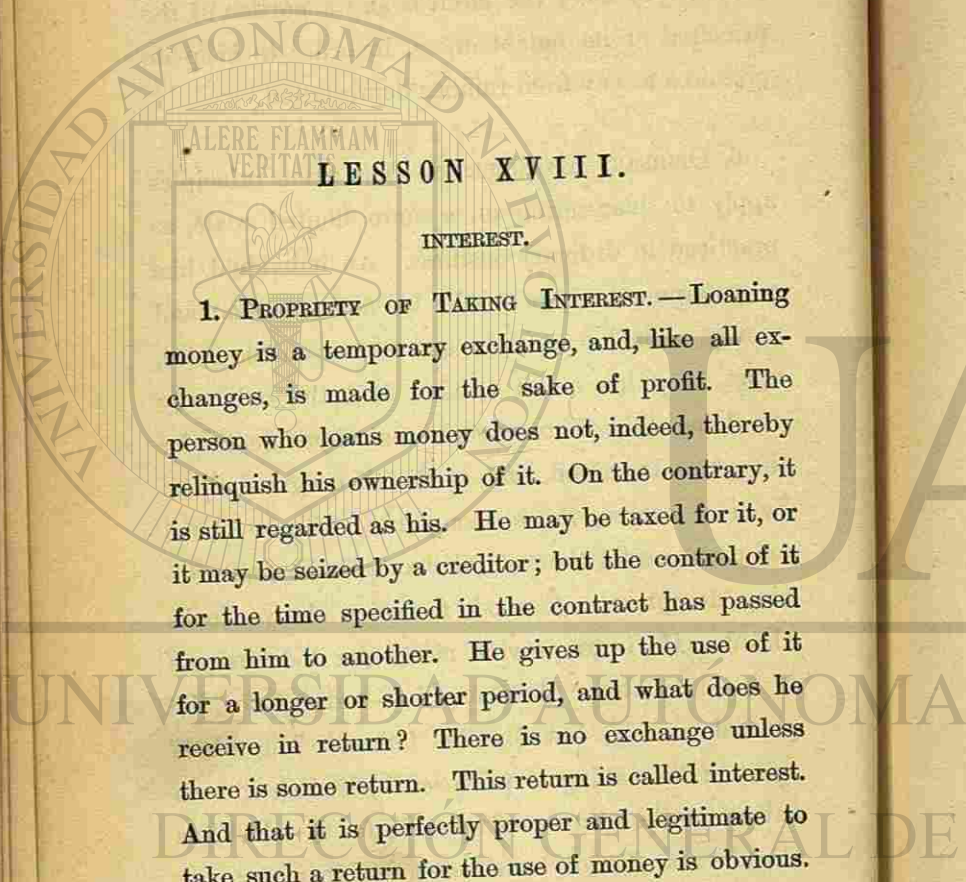 UNIVERSIDAD AUTONOMA DE NUEVO LEON
ALERE FLAMMAM
VERITATIS
LESSON XVIII.
INTEREST.
1. PROPRIETY OF TAKING INTEREST. — Loaning
money is a temporary exchange, and, like all ex-
changes, is made for the sake of profit. The
person who loans money does not, indeed, thereby
relinquish his ownership of it. On the contrary, it
is still regarded as his. He may be taxed for it, or
it may be seized by a creditor; but the control of it
for the time specified in the contract has passed
from him to another. He gives up the use of it
for a longer or shorter period, and what does he
receive in return? There is no exchange unless
there is some return. This return is called interest.
And that it is perfectly proper and legitimate to
take such a return for the use of money is obvious.
UA
UNIVERSIDAD AUTÓNOMA
DIRECCIÓN GENERAL DE